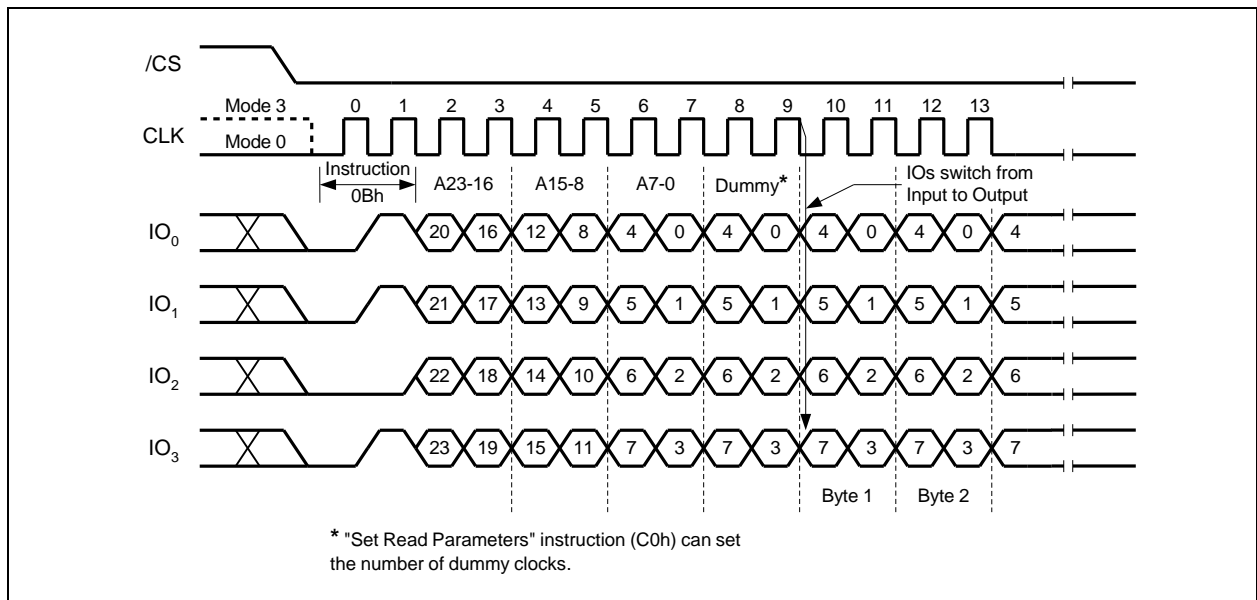 /CS
Mode 3 0 1 2 3 4 5 6 7 8 9 10 11 12 13
CLK Mode 0
Instruction
0Bh
A23-16 A15-8 A7-0 Dummy*
IOs switch from
Input to Output
IO0 20 16 12 8 4 0 4 0 4 0 4 0 4
IO1 21 17 13 9 5 1 5 1 5 1 5 1 5
IO2 22 18 14 10 6 2 6 2 6 2 6 2 6
IO3 23 19 15 11 7 3 7 3 7 3 7 3 7
Byte 1 Byte 2
* "Set Read Parameters" instruction (C0h) can set
the number of dummy clocks.